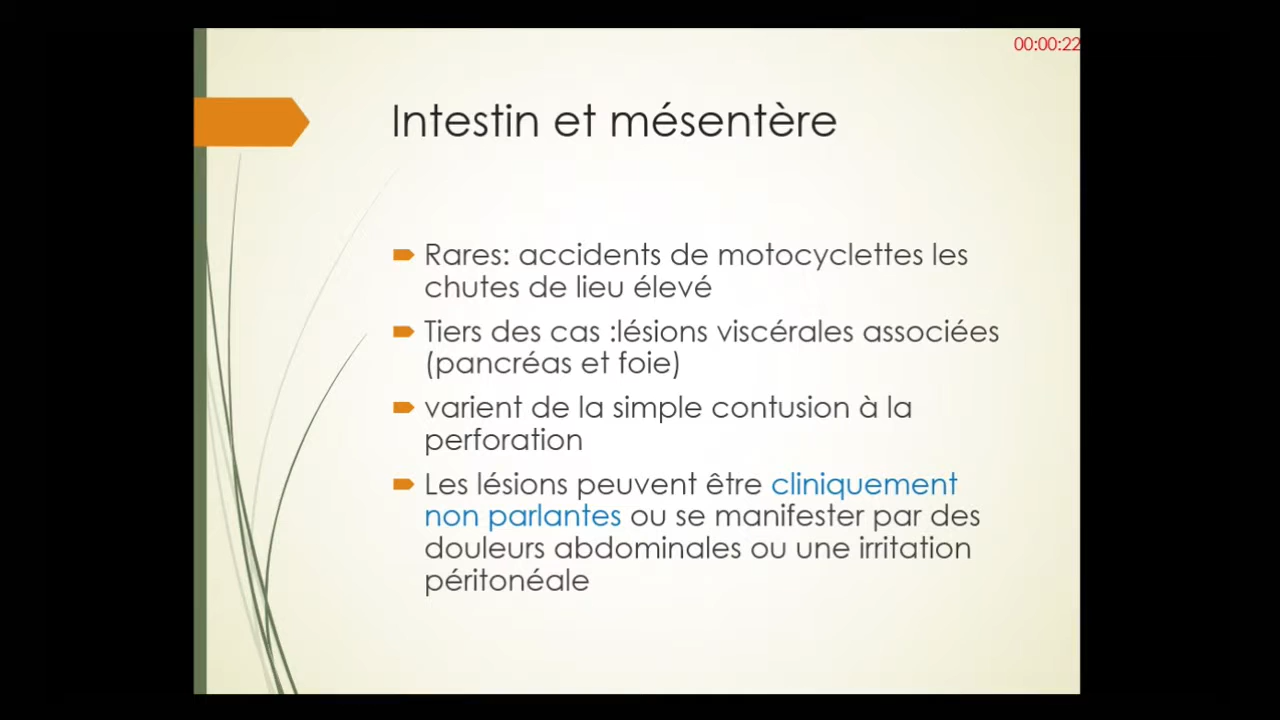 00:00:22
Intestin et mésentère
Rares: accidents de motocyclettes les
chutes de lieu élevé
Tiers des cas :lésions viscérales associées
(pancréas et foie)
varient de la simple contusion à la
perforation
Les lésions peuvent être cliniquement
non parlantes ou se manifester par des
douleurs abdominales ou une irritation
péritonéale